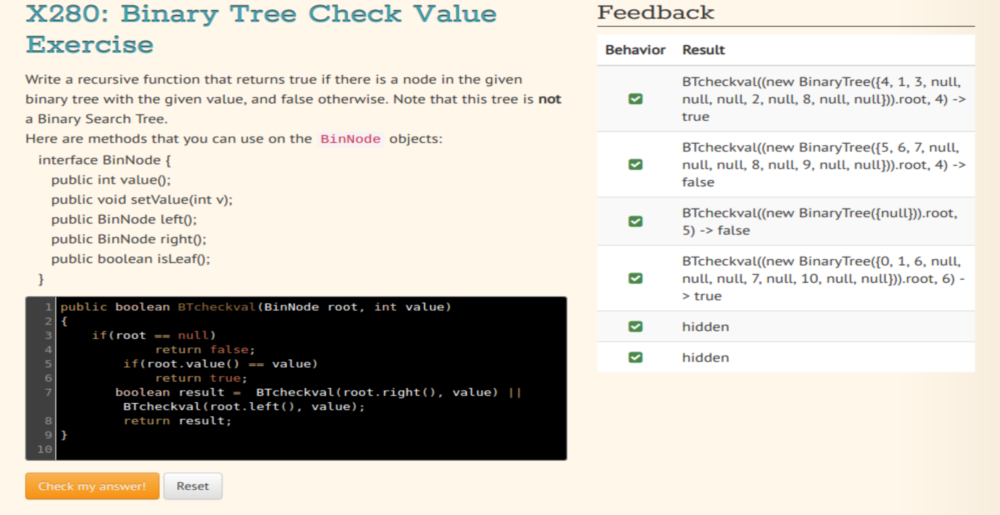 X280: Binary Tree Check Value
Exercise
Write a recursive function that returns true if there is a node in the given
binary tree with the given value, and false otherwise. Note that this tree is not
a Binary Search Tree.
Here are methods that you can use on the BinNode objects:
interface BinNode {
public int value();
public void setValue(int v);
public BinNode left();
public BinNode right();
public boolean isLeaf();
}
1 public boolean BTcheckval(BinNode root, int value)
2 {
3 if(root == null)
4 return false;
5 if(root.value() == value)
6 return true;
7 boolean result =  BTcheckval(root.right(), value) ||
BTcheckval(root.left(), value);
8 return result;
9 }
10
Check my answer! Reset
Feedback
Behavior Result
BTcheckval((new BinaryTree({4, 1, 3, null,
null, null, 2, null, 8, null, null})).root, 4) ->
true
BTcheckval((new BinaryTree({5, 6, 7, null,
null, null, 8, null, 9, null, null})).root, 4) ->
false
BTcheckval((new BinaryTree({null})).root,
5) -> false
BTcheckval((new BinaryTree({0, 1, 6, null,
null, null, 7, null, 10, null, null})).root, 6) -
> true
hidden
hidden